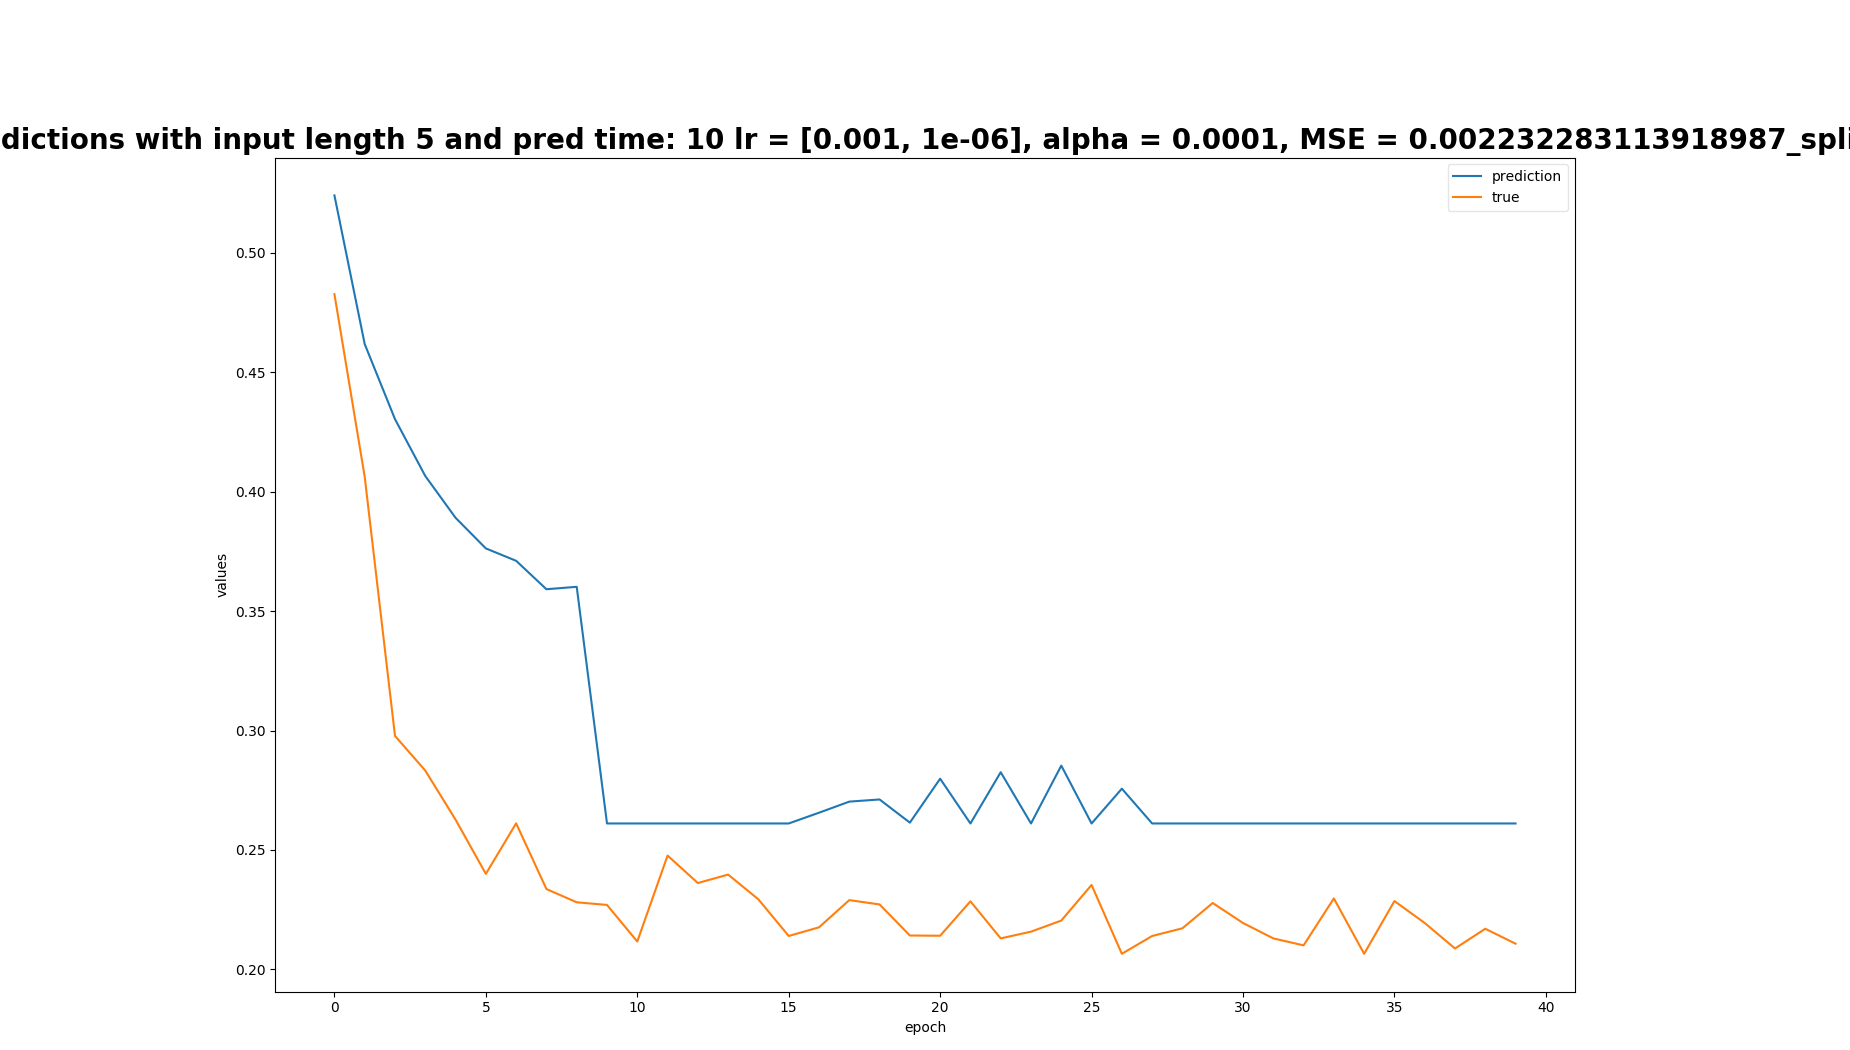 dictions with input length 5 and pred time: 10 lr = [0.001, 1e-06], alpha = 0.0001, MSE = 0.002232283113918987_spli
prediction
true
0.50
0.45
0.40
0.35
0.30
0.25
0.20
values
0 5 10 15 20 25 30 35 40
epoch